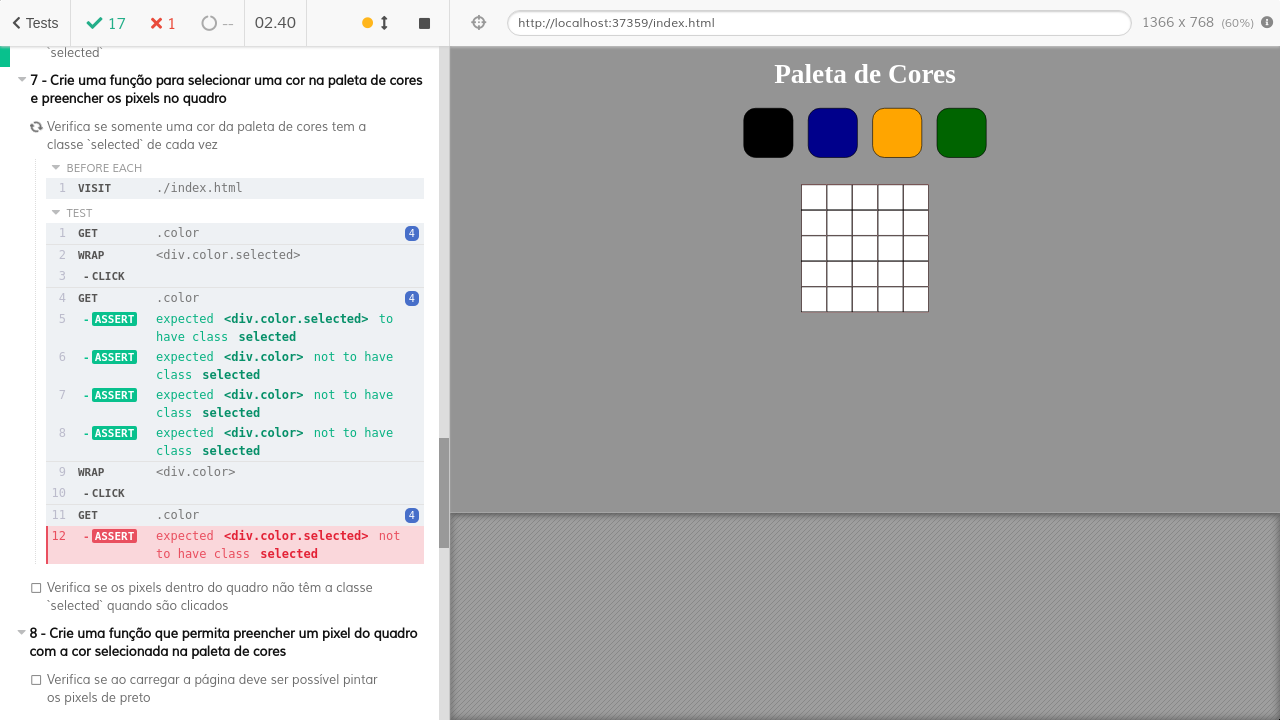 Tests
17
1
--
02.40
http://localhost:37359/index.html
1366 x 768 (60%)
`selected`
7 - Crie uma função para selecionar uma cor na paleta de cores
e preencher os pixels no quadro
Verifica se somente uma cor da paleta de cores tem a
classe `selected` de cada vez
BEFORE EACH
1 VISIT ./index.html
TEST
1 GET .color 4
2 WRAP <div.color.selected>
3 -CLICK
4 GET .color 4
5 -ASSERT expected <div.color.selected> to
have class selected
6 -ASSERT expected <div.color> not to have
class selected
7 -ASSERT expected <div.color> not to have
class selected
8 -ASSERT expected <div.color> not to have
class selected
9 WRAP <div.color>
10 -CLICK
11 GET .color 4
12 -ASSERT expected <div.color.selected> not
to have class selected
Verifica se os pixels dentro do quadro não têm a classe
`selected` quando são clicados
8 - Crie uma função que permita preencher um pixel do quadro
com a cor selecionada na paleta de cores
Verifica se ao carregar a página deve ser possível pintar
os pixels de preto
Paleta de Cores